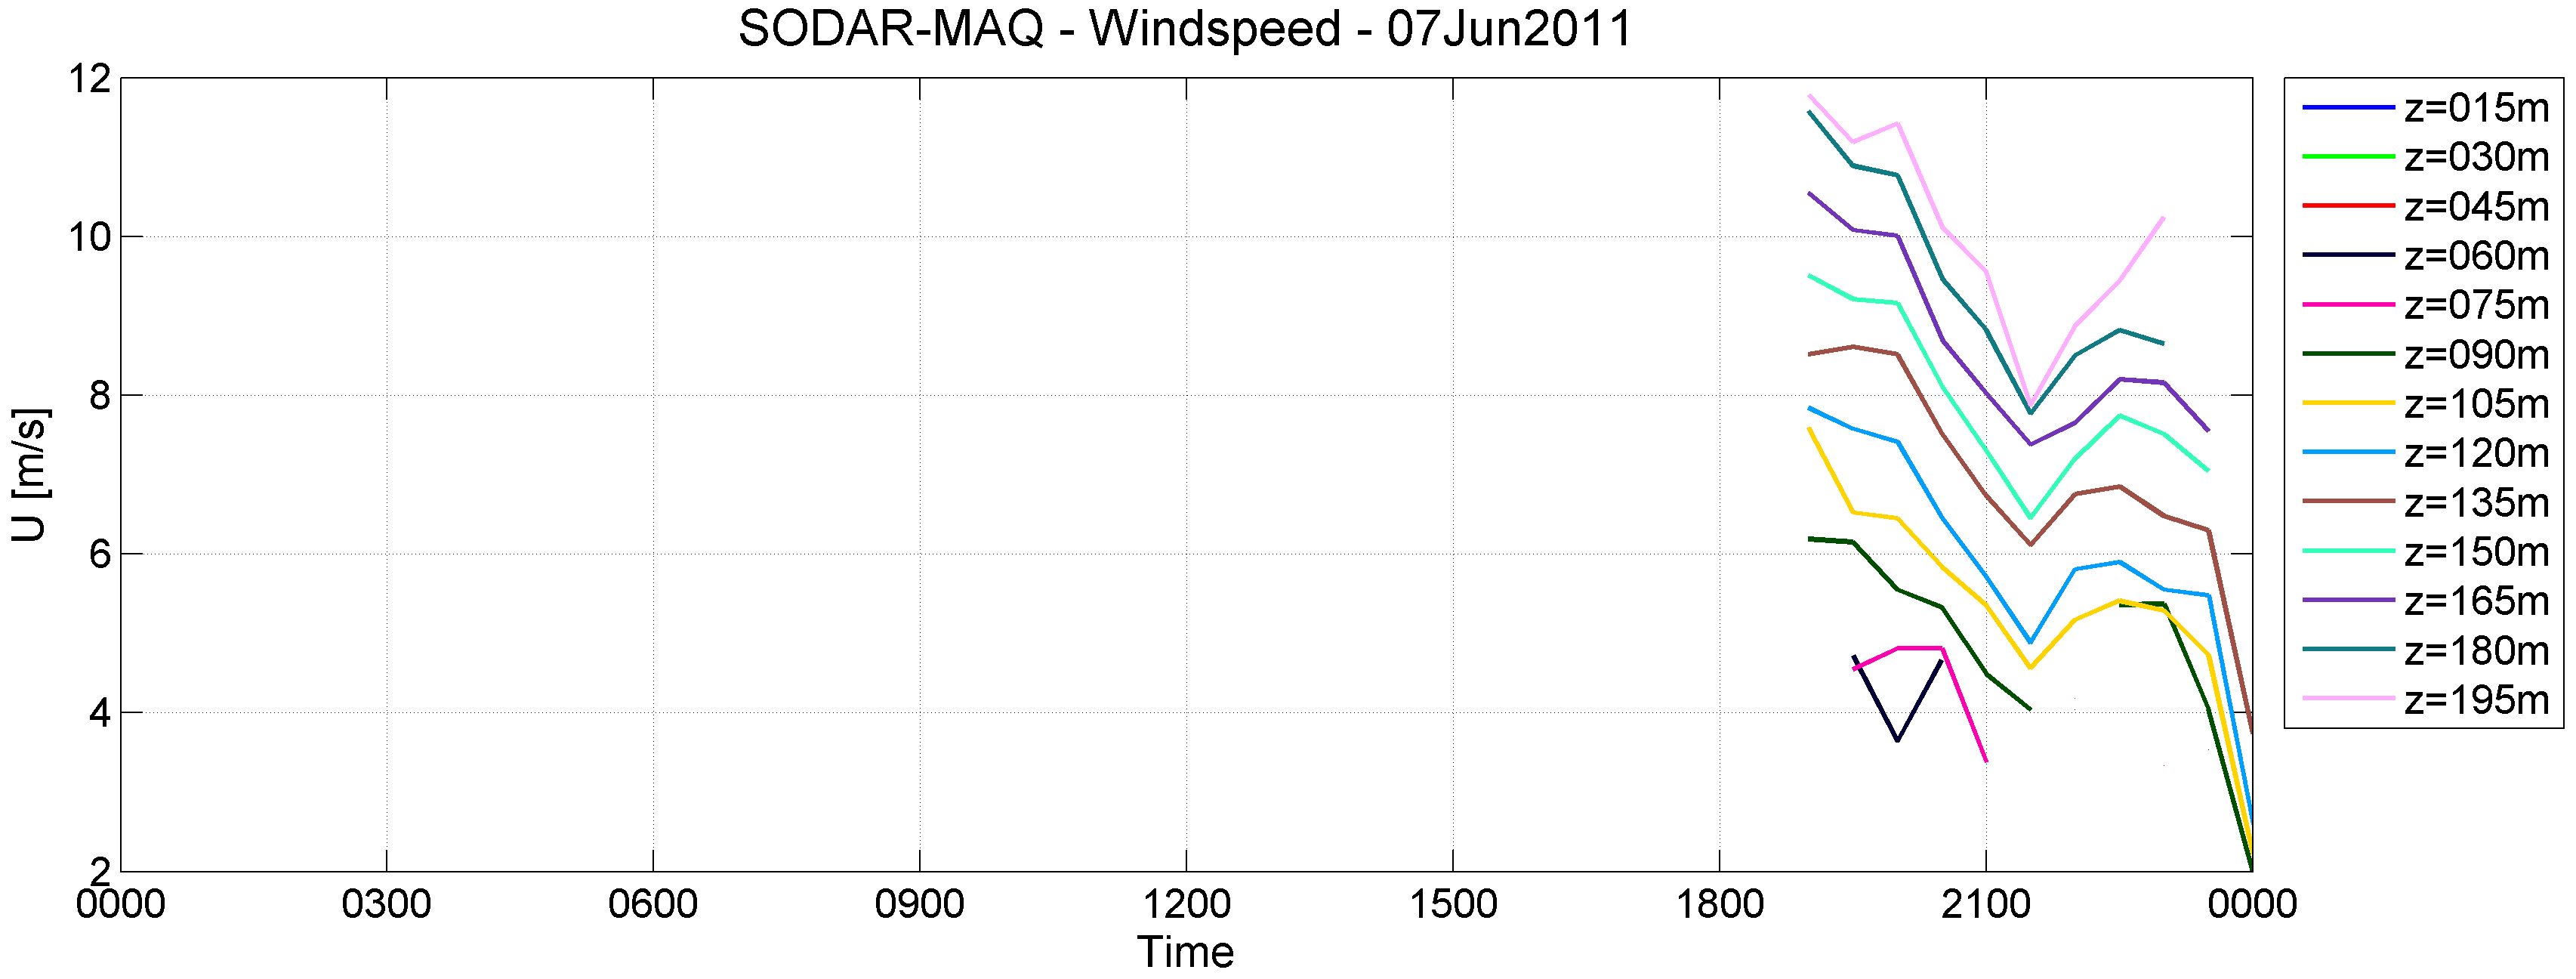 SODAR-MAQ - Windspeed - 07Jun2011
12
10
8
6
4
2
U [m/s]
0000 0300 0600 0900 1200 1500 1800 2100 0000
Time
z=015m
z=030m
z=045m
z=060m
z=075m
z=090m
z=105m
z=120m
z=135m
z=150m
z=165m
z=180m
z=195m